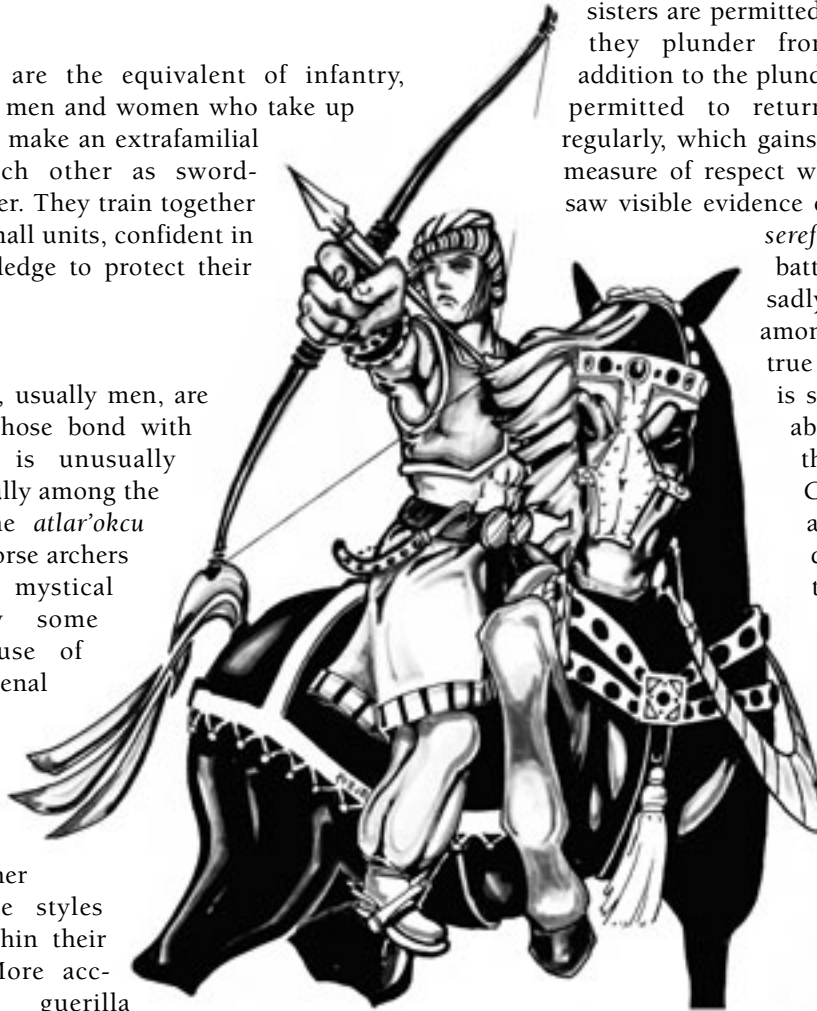 are the equivalent of infantry,
men and women who take up
make an extrafamilial
ch other as sword-
er. They train together
mall units, confident in
ledge to protect their
, usually men, are
hose bond with
is unusually
ally among the
he atlar'okcu
orse archers
mystical
y some
use of
enal
her
e styles
hin their
More acc-
guerilla
sisters are permitted
they plunder from
addition to the plund
permitted to return
regularly, which gains
measure of respect w
saw visible evidence
seref
batt
sadly
amon
true
is s
ab
th
a
t